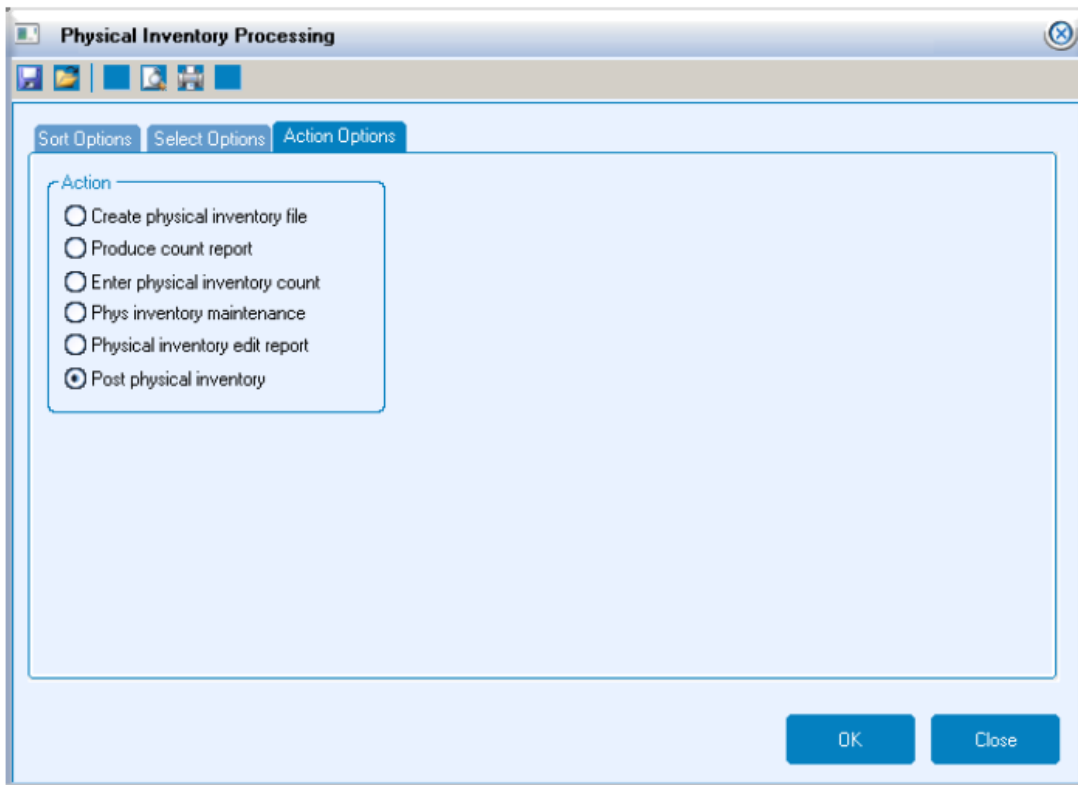 Physical Inventory Processing
Sort Options Select Options Action Options
Action
Create physical inventory file
Produce count report
Enter physical inventory count
Phys inventory maintenance
Physical inventory edit report
Post physical inventory
OK Close